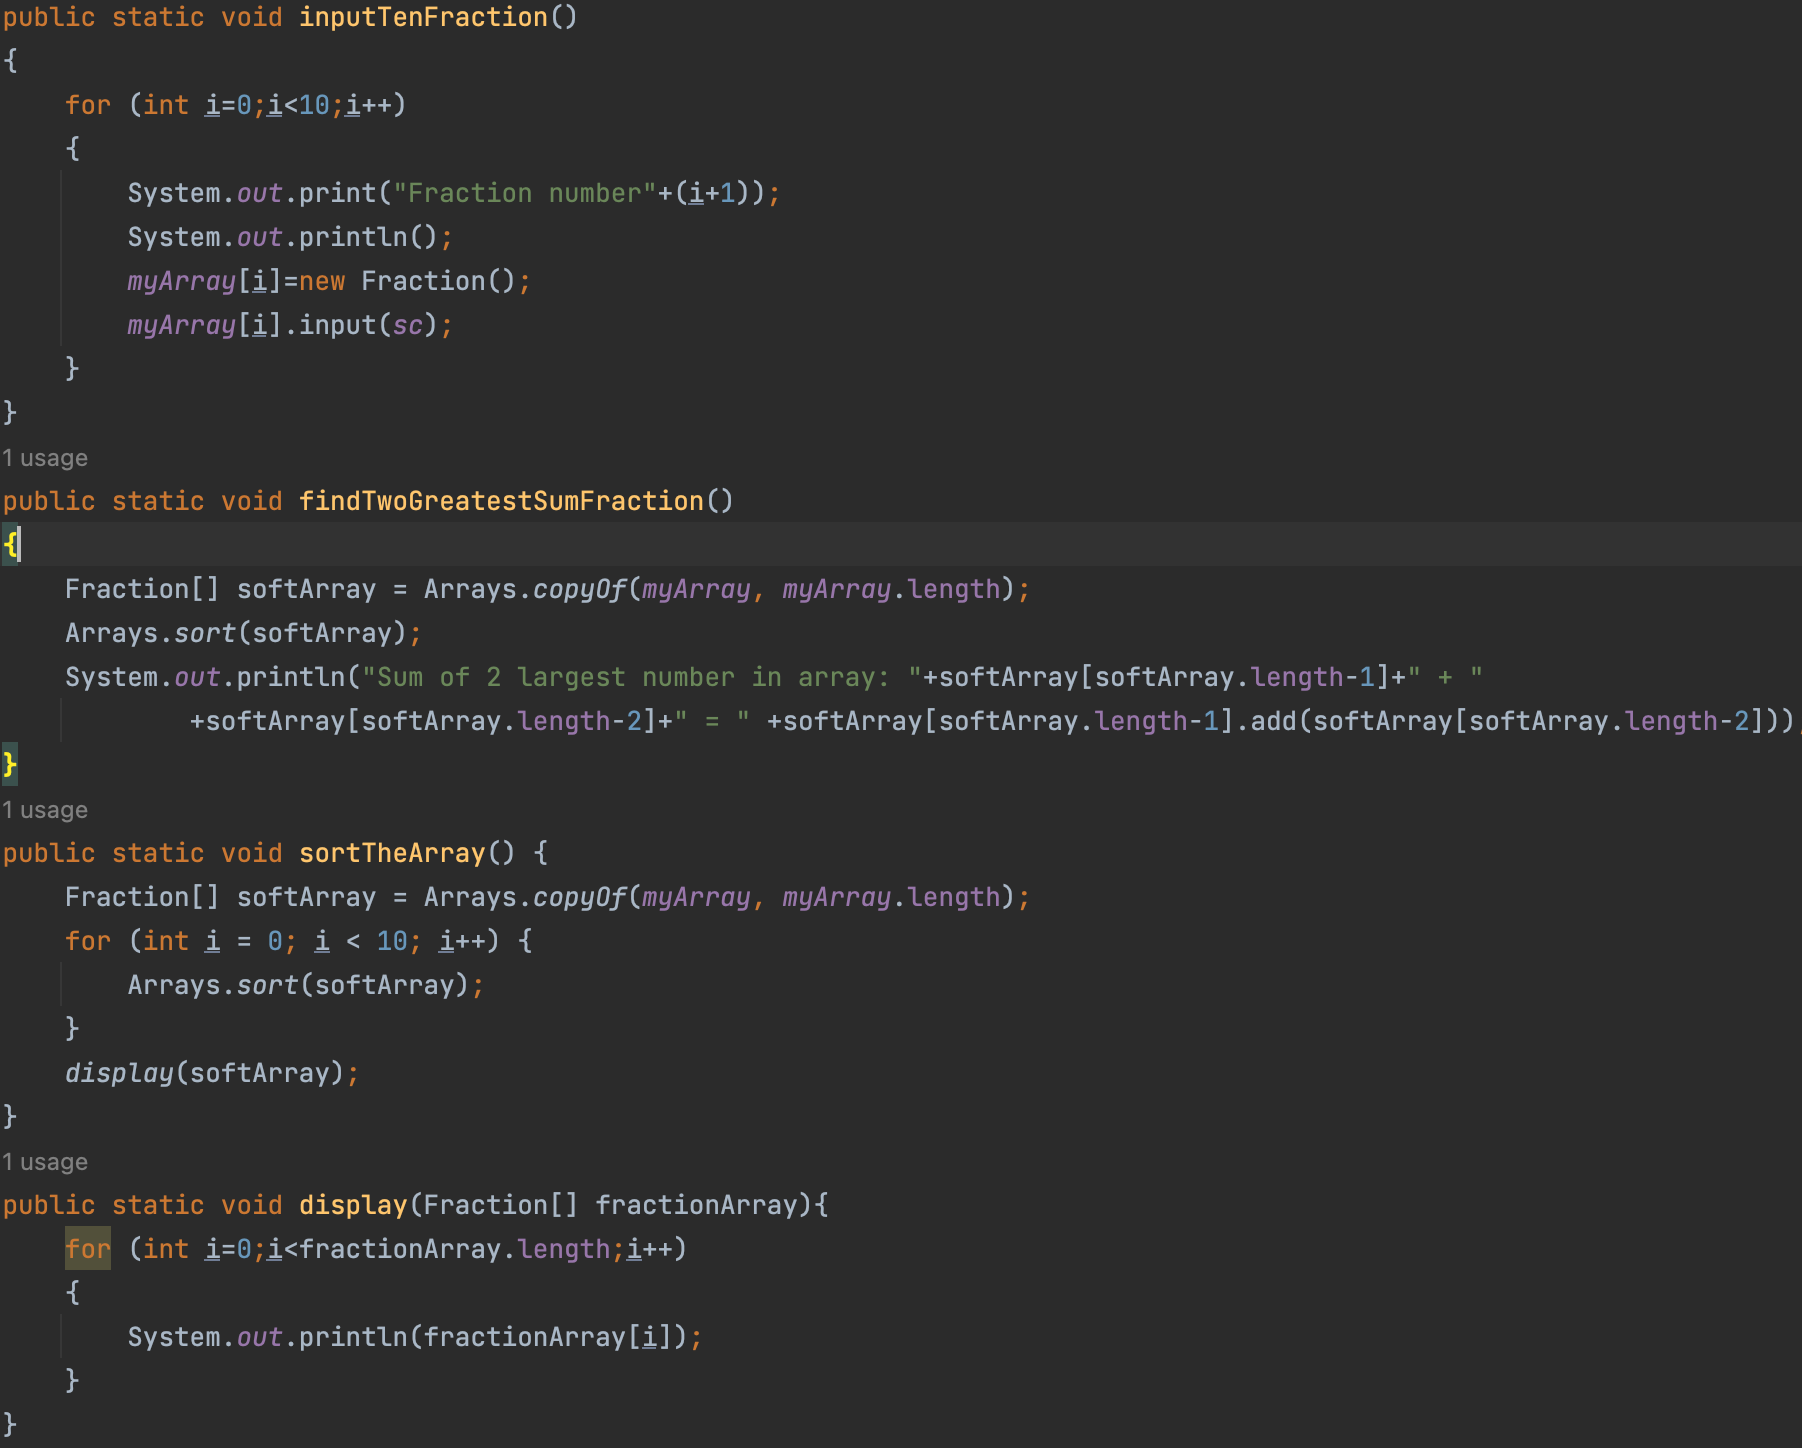 public static void inputTenFraction()
{
    for (int i=0;i<10;i++)
    {
        System.out.print("Fraction number"+(i+1));
        System.out.println();
        myArray[i]=new Fraction();
        myArray[i].input(sc);
    }
}
1 usage
public static void findTwoGreatestSumFraction()
{
    Fraction[] softArray = Arrays.copyOf(myArray, myArray.length);
    Arrays.sort(softArray);
    System.out.println("Sum of 2 largest number in array: "+softArray[softArray.length-1]+" + "
            +softArray[softArray.length-2]+" = " +softArray[softArray.length-1].add(softArray[softArray.length-2]));
}
1 usage
public static void sortTheArray() {
    Fraction[] softArray = Arrays.copyOf(myArray, myArray.length);
    for (int i = 0; i < 10; i++) {
        Arrays.sort(softArray);
    }
    display(softArray);
}
1 usage
public static void display(Fraction[] fractionArray){
    for (int i=0;i<fractionArray.length;i++)
    {
        System.out.println(fractionArray[i]);
    }
}